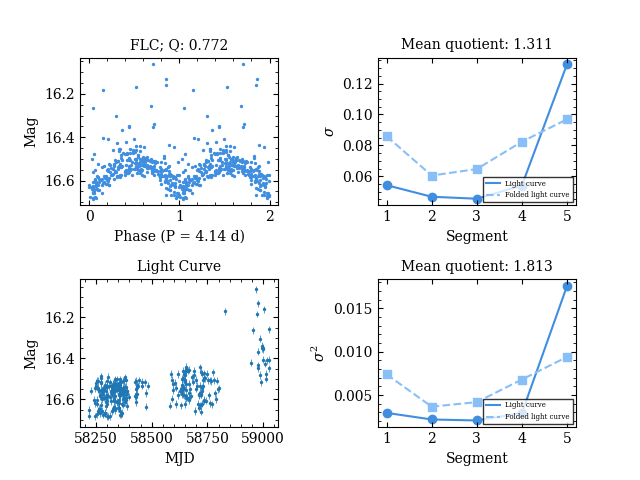 FLC; Q: 0.772
Mag
16.2
16.4
16.6
0
1
2
Phase (P = 4.14 d)
Mean quotient: 1.311
σ
0.12
0.10
0.08
0.06
Light curve
Folded light curve
1 2 3 4 5
Segment
Light Curve
Mag
16.2
16.4
16.6
58250 58500 58750 59000
MJD
Mean quotient: 1.813
σ²
0.015
0.010
0.005
Light curve
Folded light curve
1 2 3 4 5
Segment